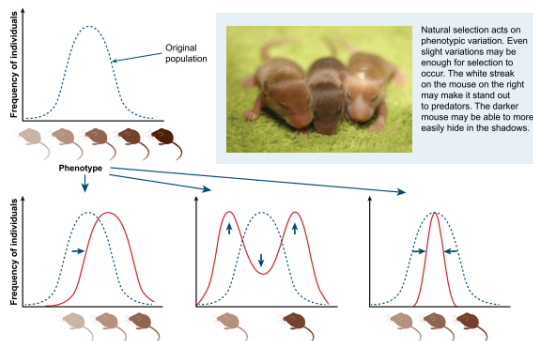 Frequency of individuals
Original
population
Phenotype
Natural selection acts on
phenotypic variation. Even
slight variations may be
enough for selection to
occur. The white streak
on the mouse on the right
may make it stand out
to predators. The darker
mouse may be able to more
easily hide in the shadows.
Frequency of individuals